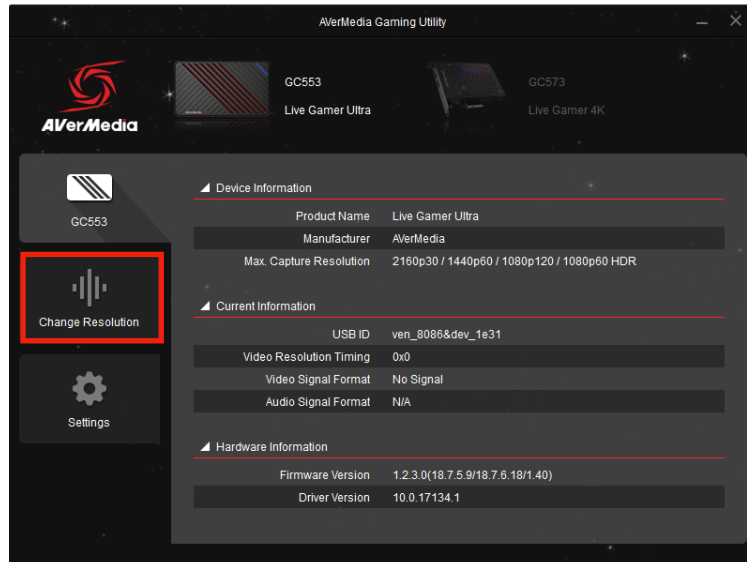 AVerMedia Gaming Utility
AVerMedia
GC553
Live Gamer Ultra
GC573
Live Gamer 4K
GC553
Change Resolution
Settings
Device Information
Product Name Live Gamer Ultra
Manufacturer AVerMedia
Max. Capture Resolution 2160p30 / 1440p60 / 1080p120 / 1080p60 HDR
Current Information
USB ID ven_8086&dev_1e31
Video Resolution Timing 0x0
Video Signal Format No Signal
Audio Signal Format N/A
Hardware Information
Firmware Version 1.2.3.0(18.7.5.9/18.7.6.18/1.40)
Driver Version 10.0.17134.1